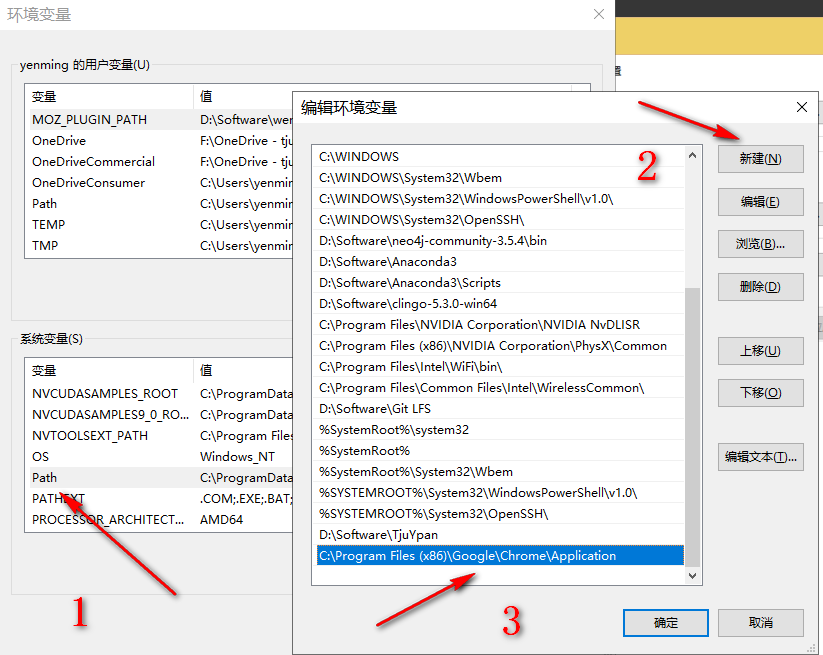 环境变量
yenming 的用户变量(U)
变量 值
MOZ_PLUGIN_PATH D:\Software\wer
OneDrive F:\OneDrive - tju
OneDriveCommercial F:\OneDrive - tju
OneDriveConsumer C:\Users\yenmin
Path C:\Users\yenmin
TEMP C:\Users\yenmin
TMP C:\Users\yenmin
系统变量(S)
变量 值
NVCUDASAMPLES_ROOT C:\ProgramData
NVCUDASAMPLES9_0_RO... C:\ProgramData
NVTOOLSEXT_PATH C:\Program Files
OS Windows_NT
Path C:\ProgramData
PATHEXT .COM;.EXE;.BAT;
PROCESSOR_ARCHITECT... AMD64
1
编辑环境变量
C:\WINDOWS
C:\WINDOWS\System32\Wbem
C:\WINDOWS\System32\WindowsPowerShell\v1.0\
C:\WINDOWS\System32\OpenSSH\
D:\Software\neo4j-community-3.5.4\bin
D:\Software\Anaconda3
D:\Software\Anaconda3\Scripts
D:\Software\clingo-5.3.0-win64
C:\Program Files\NVIDIA Corporation\NVIDIA NvDLISR
C:\Program Files (x86)\NVIDIA Corporation\PhysX\Common
C:\Program Files\Intel\WiFi\bin\
C:\Program Files\Common Files\Intel\WirelessCommon\
D:\Software\Git LFS
%SystemRoot%\system32
%SystemRoot%
%SystemRoot%\System32\Wbem
%SYSTEMROOT%\System32\WindowsPowerShell\v1.0\
%SYSTEMROOT%\System32\OpenSSH\
D:\Software\TjuYpan
C:\Program Files (x86)\Google\Chrome\Application
2
3
新建(N)
编辑(E)
浏览(B)...
删除(D)
上移(U)
下移(O)
编辑文本(T)...
确定
取消